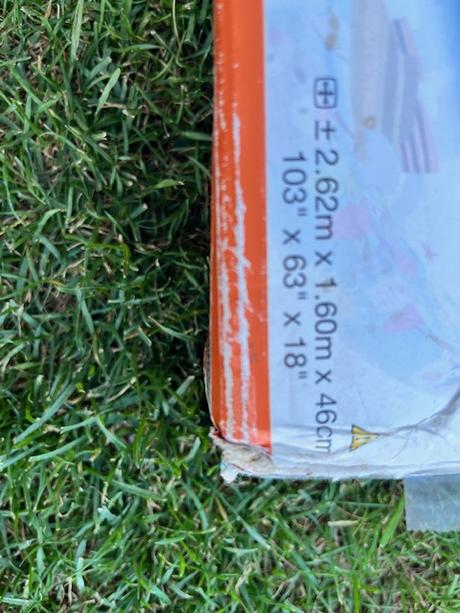 ± 2.62m x 1.60m x 46cm
103" x 63" x 18"